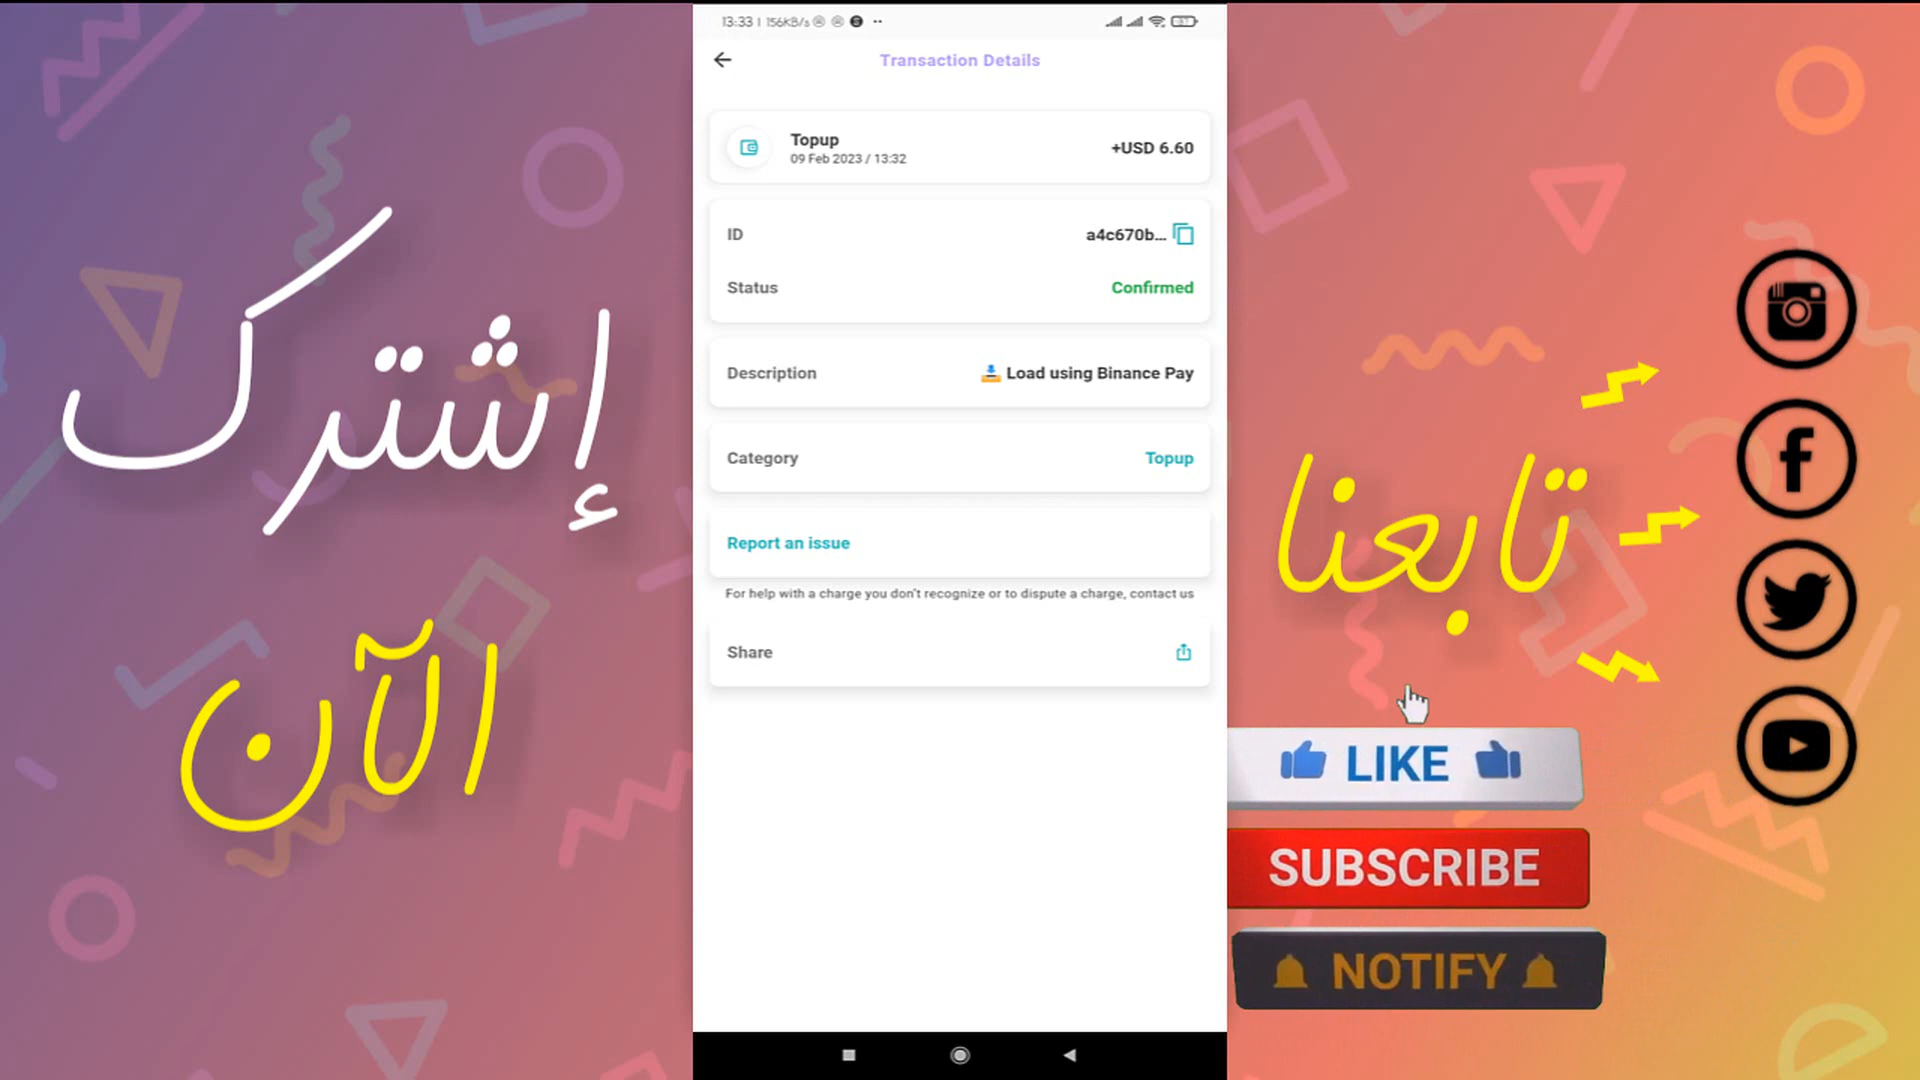 إشترك
الآن
13:33 | 156KB/s
Transaction Details
Topup
09 Feb 2023 / 13:32
+USD 6.60
ID
a4c670b...
Status
Confirmed
Description
Load using Binance Pay
Category
Topup
Report an issue
For help with a charge you don't recognize or to dispute a charge, contact us
Share
تابعنا
LIKE
SUBSCRIBE
NOTIFY